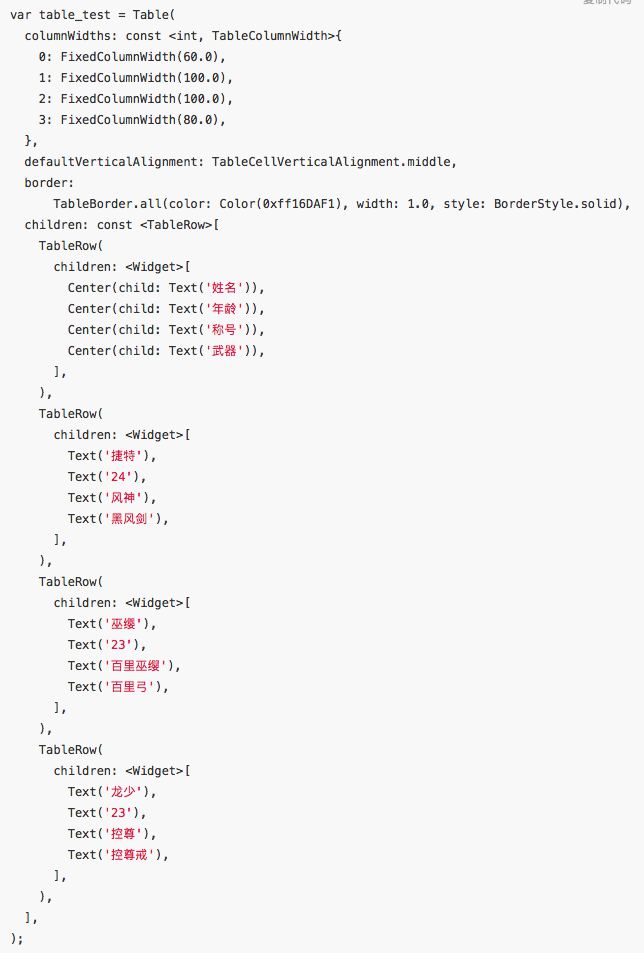 复制代码
var table_test = Table(
  columnWidths: const <int, TableColumnWidth>{
    0: FixedColumnWidth(60.0),
    1: FixedColumnWidth(100.0),
    2: FixedColumnWidth(100.0),
    3: FixedColumnWidth(80.0),
  },
  defaultVerticalAlignment: TableCellVerticalAlignment.middle,
  border:
      TableBorder.all(color: Color(0xff16DAF1), width: 1.0, style: BorderStyle.solid),
  children: const <TableRow>[
    TableRow(
      children: <Widget>[
        Center(child: Text('姓名')),
        Center(child: Text('年龄')),
        Center(child: Text('称号')),
        Center(child: Text('武器')),
      ],
    ),
    TableRow(
      children: <Widget>[
        Text('捷特'),
        Text('24'),
        Text('风神'),
        Text('黑风剑'),
      ],
    ),
    TableRow(
      children: <Widget>[
        Text('巫缨'),
        Text('23'),
        Text('百里巫缨'),
        Text('百里弓'),
      ],
    ),
    TableRow(
      children: <Widget>[
        Text('龙少'),
        Text('23'),
        Text('控尊'),
        Text('控尊戒'),
      ],
    ),
  ],
);